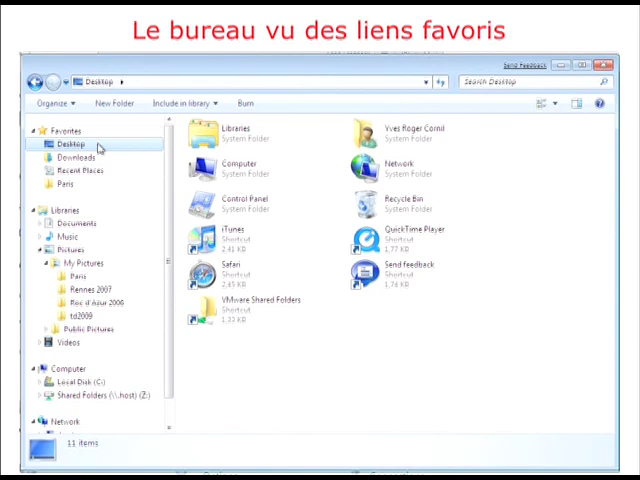 Le bureau vu des liens favoris
Send Feedback
Desktop
Search Desktop
Organize
New Folder
Include in library
Burn
Favorites
Desktop
Downloads
Recent Places
Paris
Libraries
Documents
Music
Pictures
My Pictures
Paris
Rennes 2007
Roc d'Azur 2006
td2009
Public Pictures
Videos
Computer
Local Disk (C:)
Shared Folders (\\.host) (Z:)
Network
Libraries
System Folder
Yves Roger Cornil
Computer
System Folder
Network
System Folder
Control Panel
System Folder
Recycle Bin
System Folder
iTunes
Shortcut
2,41 KB
QuickTime Player
Shortcut
1,77 KB
Safari
Shortcut
2,45 KB
Send feedback
Shortcut
1,76 KB
VMware Shared Folders
Shortcut
1,33 KB
11 items